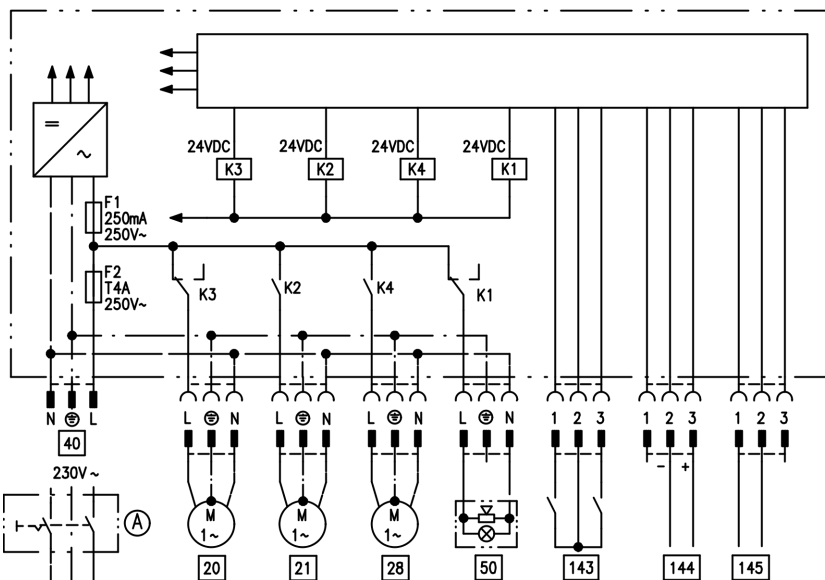 24VDC 24VDC 24VDC 24VDC
K3 K2 K4 K1
= ~
F1
250mA
250V~
F2
T4A
250V~
K3 K2 K4 K1
N L L N L N L N L N 1 2 3 1 2 3 1 2 3
40
- +
230V~
A
M M M
1~ 1~ 1~
20 21 28 50 143 144 145